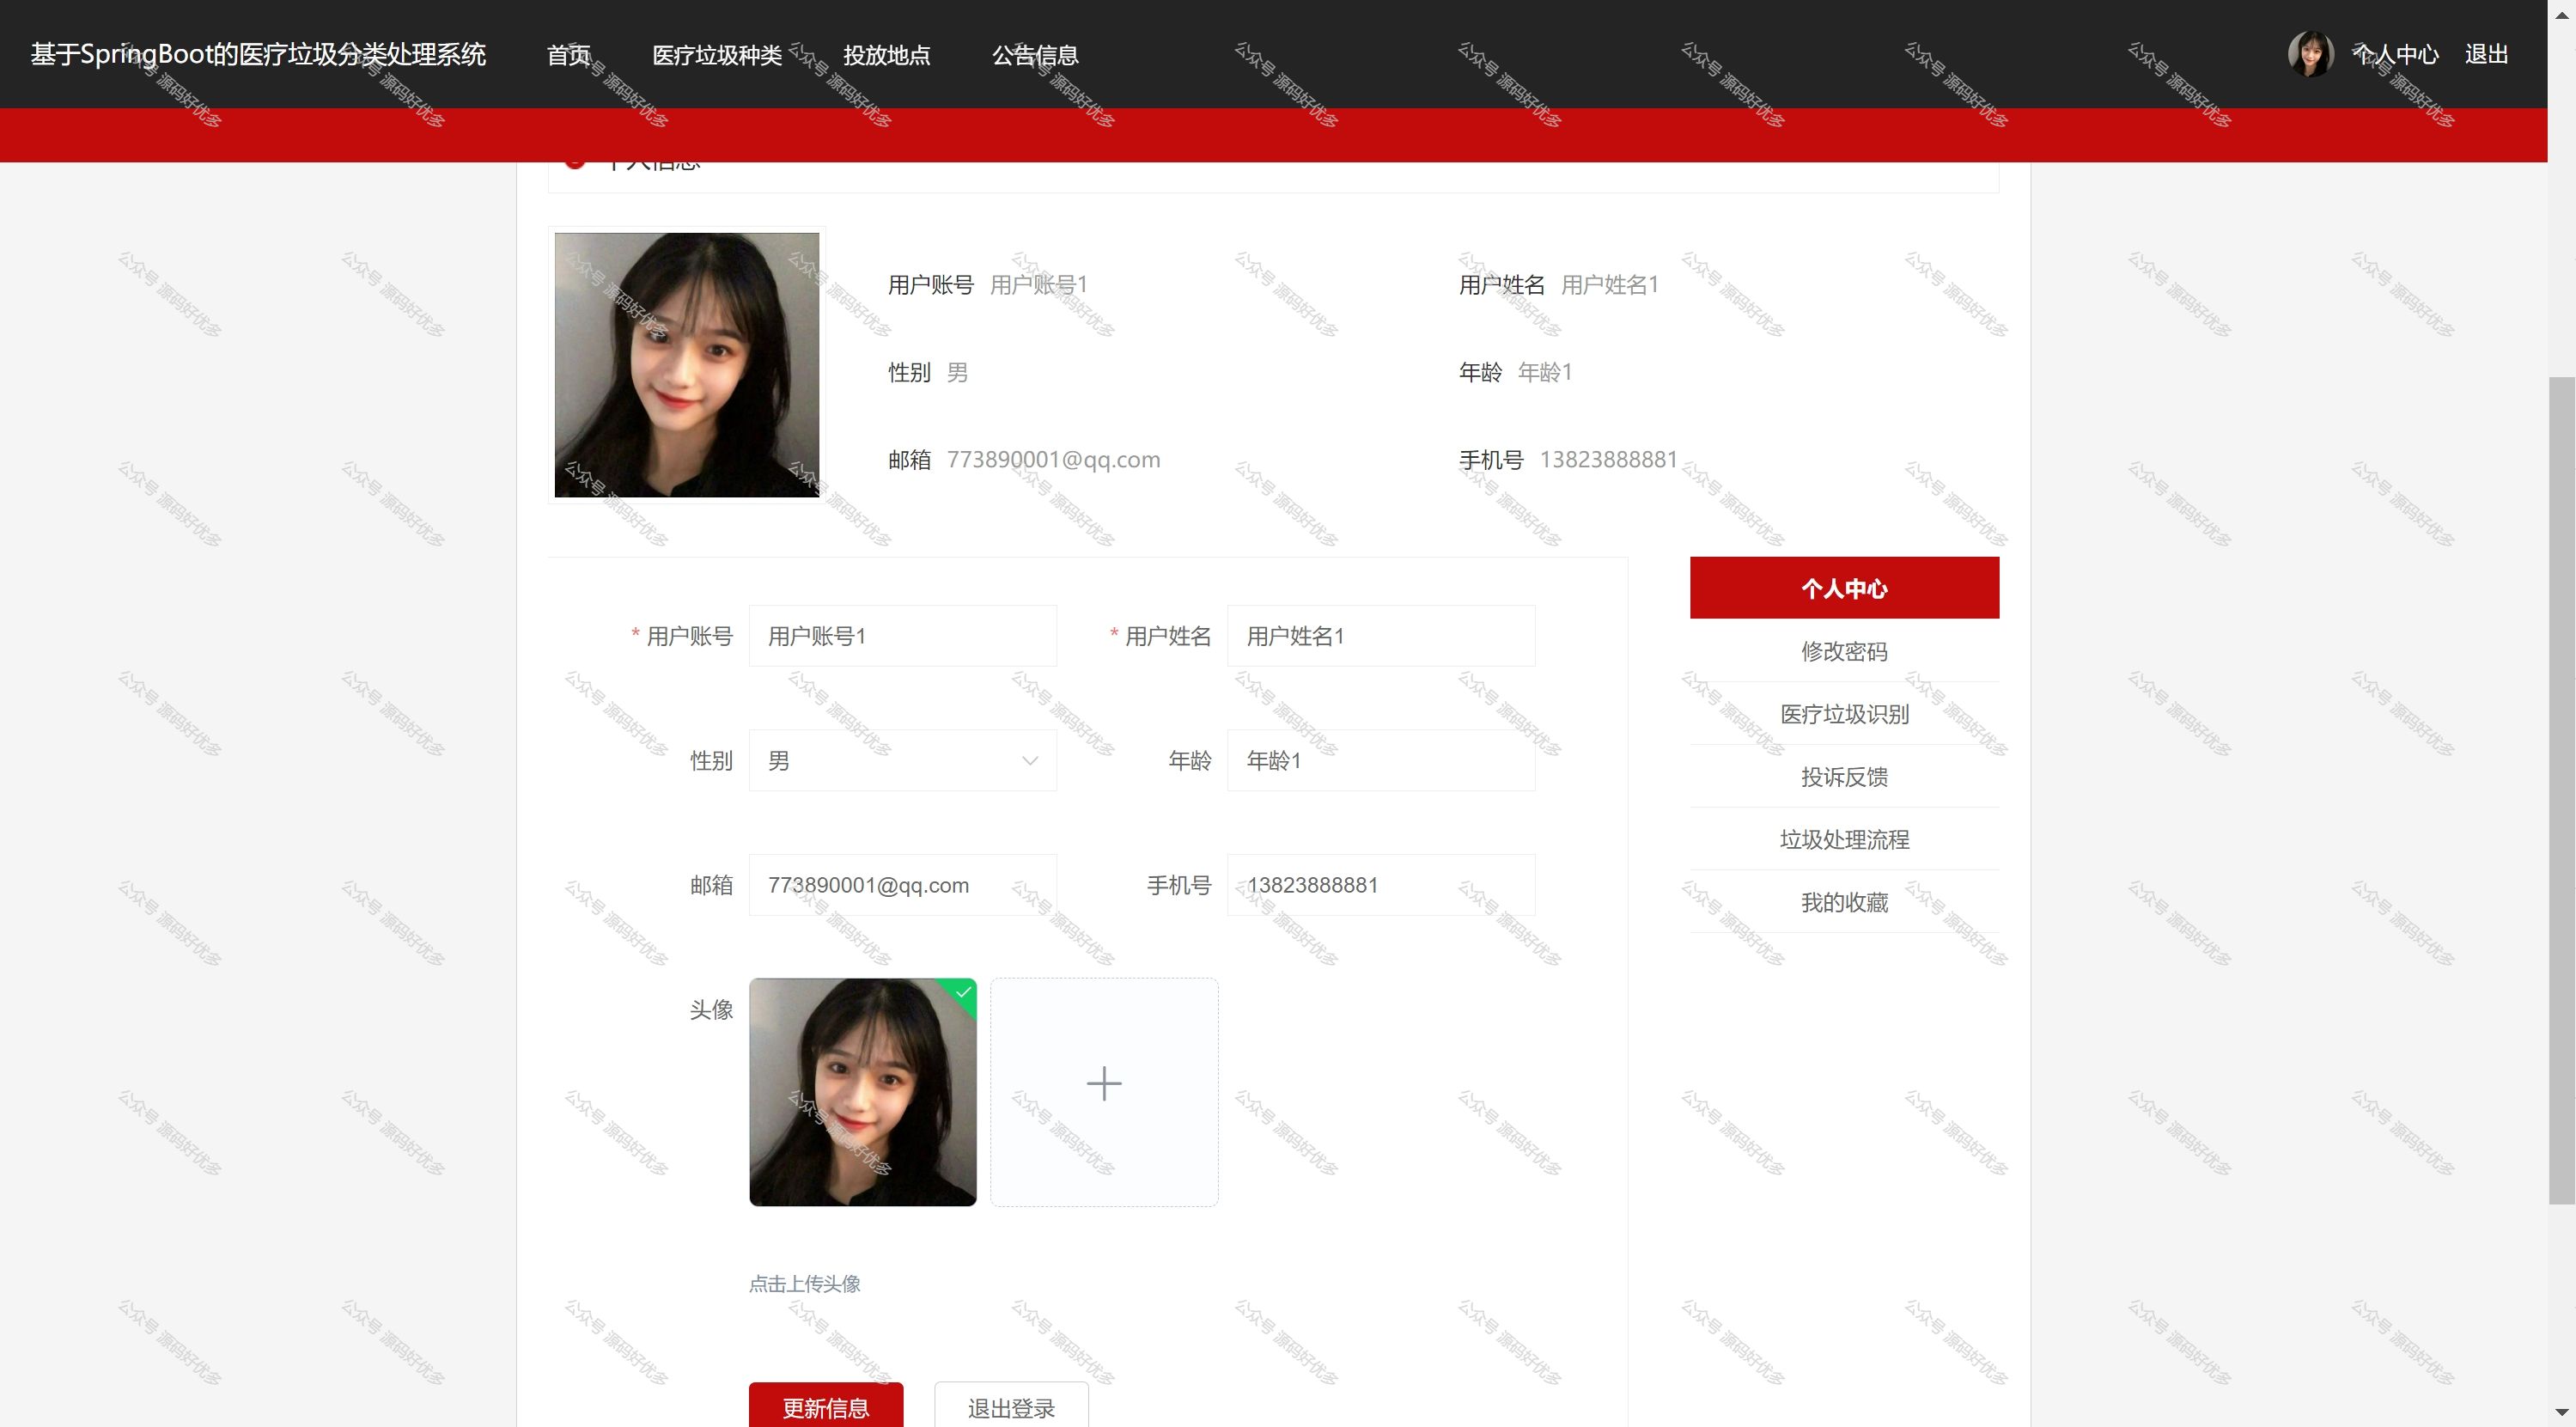 基于SpringBoot的医疗垃圾分类处理系统 首页 医疗垃圾种类 投放地点 公告信息 个人中心 退出
个人信息
用户账号 用户账号1 用户姓名 用户姓名1
性别 男 年龄 年龄1
邮箱 773890001@qq.com 手机号 13823888881
* 用户账号 用户账号1 * 用户姓名 用户姓名1
性别 男 年龄 年龄1
邮箱 773890001@qq.com 手机号 13823888881
头像
点击上传头像
更新信息 退出登录
个人中心
修改密码
医疗垃圾识别
投诉反馈
垃圾处理流程
我的收藏
公众号 源码好优多